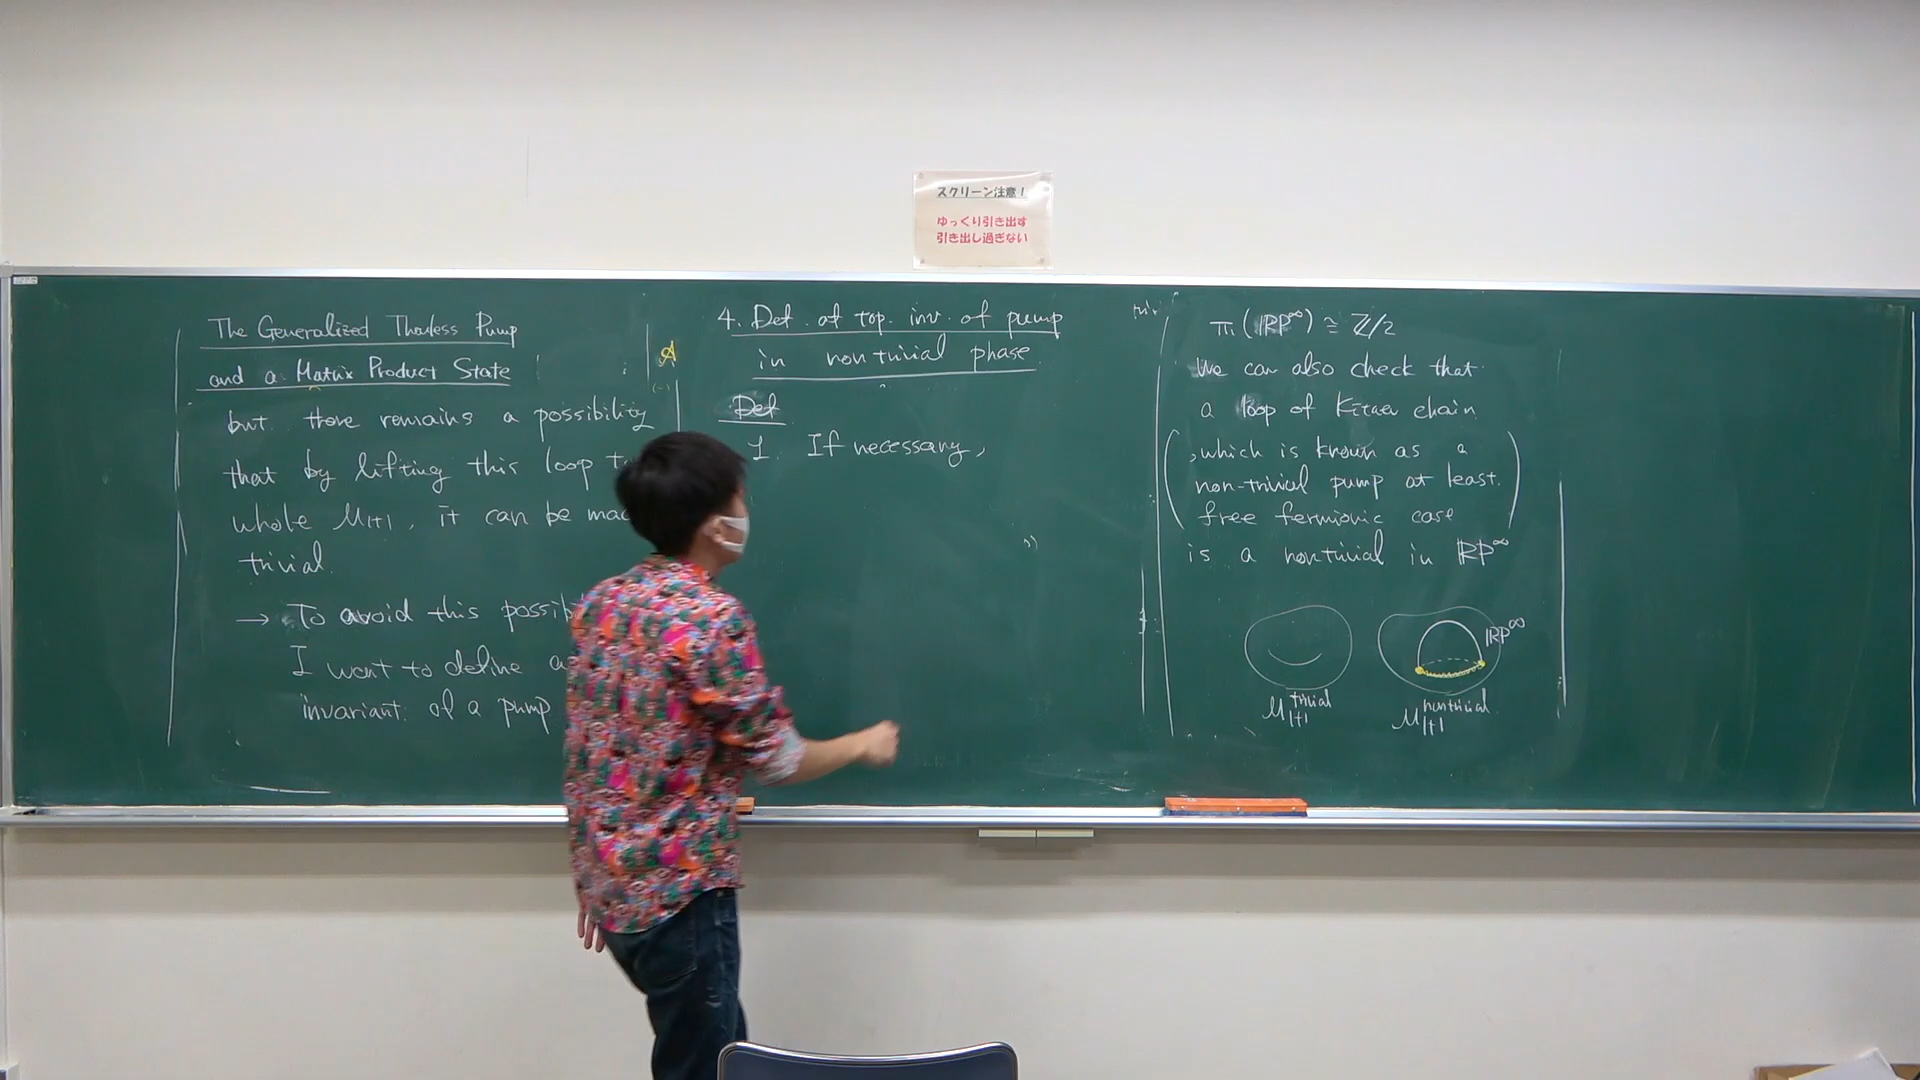 スクリーン注意!
ゆっくり引き出す
引き出し過ぎない
The Generalized Thouless Pump
and a Matrix Product State
but there remains a possibility
that by lifting this loop
whole M1+1, it can be
trivial.
→ To avoid this
I want to define
invariant of a pump
4. Def. of top. inv. of pump
in nontrivial phase.
Def
1. If necessary,
π1(RP^∞) ≅ Z/2
We can also check that
a loop of Kitaev chain
(, which is known as a
non-trivial pump at least.
free fermionic case)
is a nontrivial in RP^∞
RP^∞
M1+1^trivial
M1+1^nontrivial